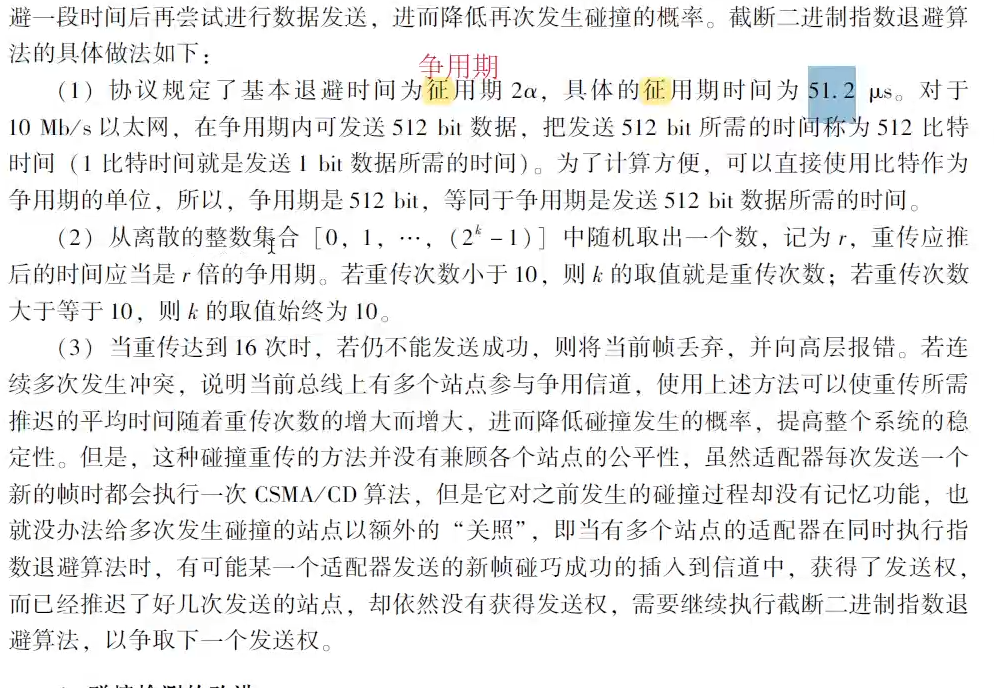 避一段时间后再尝试进行数据发送，进而降低再次发生碰撞的概率。截断二进制指数退避算
法的具体做法如下：
争用期
（1）协议规定了基本退避时间为征用期 2α，具体的征用期时间为 51.2 μs。对于
10 Mb/s 以太网，在争用期内可发送 512 bit 数据，把发送 512 bit 所需的时间称为 512 比特
时间（1 比特时间就是发送 1 bit 数据所需的时间）。为了计算方便，可以直接使用比特作为
争用期的单位，所以，争用期是 512 bit，等同于争用期是发送 512 bit 数据所需的时间。
（2）从离散的整数集合［0，1，…，（2ᵏ－1）］中随机取出一个数，记为 r，重传应推
后的时间应当是 r 倍的争用期。若重传次数小于 10，则 k 的取值就是重传次数；若重传次数
大于等于 10，则 k 的取值始终为 10。
（3）当重传达到 16 次时，若仍不能发送成功，则将当前帧丢弃，并向高层报错。若连
续多次发生冲突，说明当前总线上有多个站点参与争用信道，使用上述方法可以使重传所需
推迟的平均时间随着重传次数的增大而增大，进而降低碰撞发生的概率，提高整个系统的稳
定性。但是，这种碰撞重传的方法并没有兼顾各个站点的公平性，虽然适配器每次发送一个
新的帧时都会执行一次 CSMA/CD 算法，但是它对之前发生的碰撞过程却没有记忆功能，也
就没办法给多次发生碰撞的站点以额外的“关照”，即当有多个站点的适配器在同时执行指
数退避算法时，有可能某一个适配器发送的新帧碰巧成功的插入到信道中，获得了发送权，
而已经推迟了好几次发送的站点，却依然没有获得发送权，需要继续执行截断二进制指数退
避算法，以争取下一个发送权。